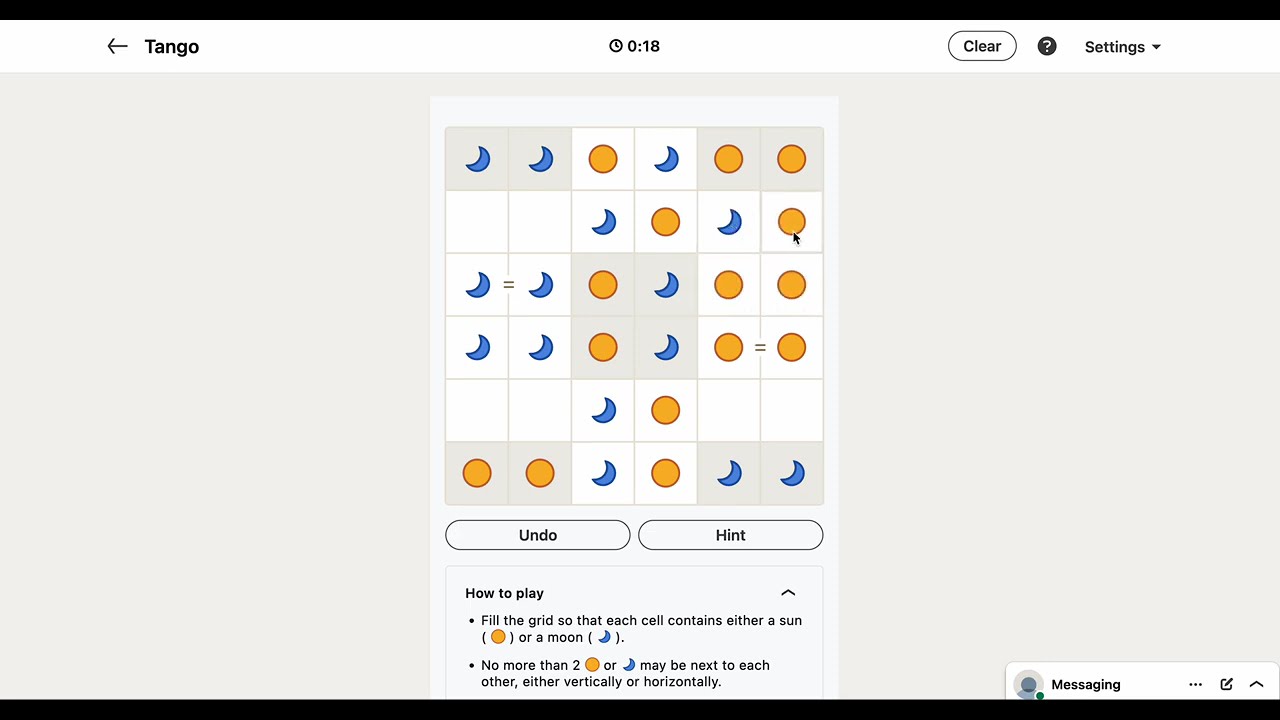 Tango
0:18
Clear
?
Settings
=
=
Undo
Hint
How to play
• Fill the grid so that each cell contains either a sun
( ) or a moon ( ).
• No more than 2 or may be next to each
other, either vertically or horizontally.
Messaging